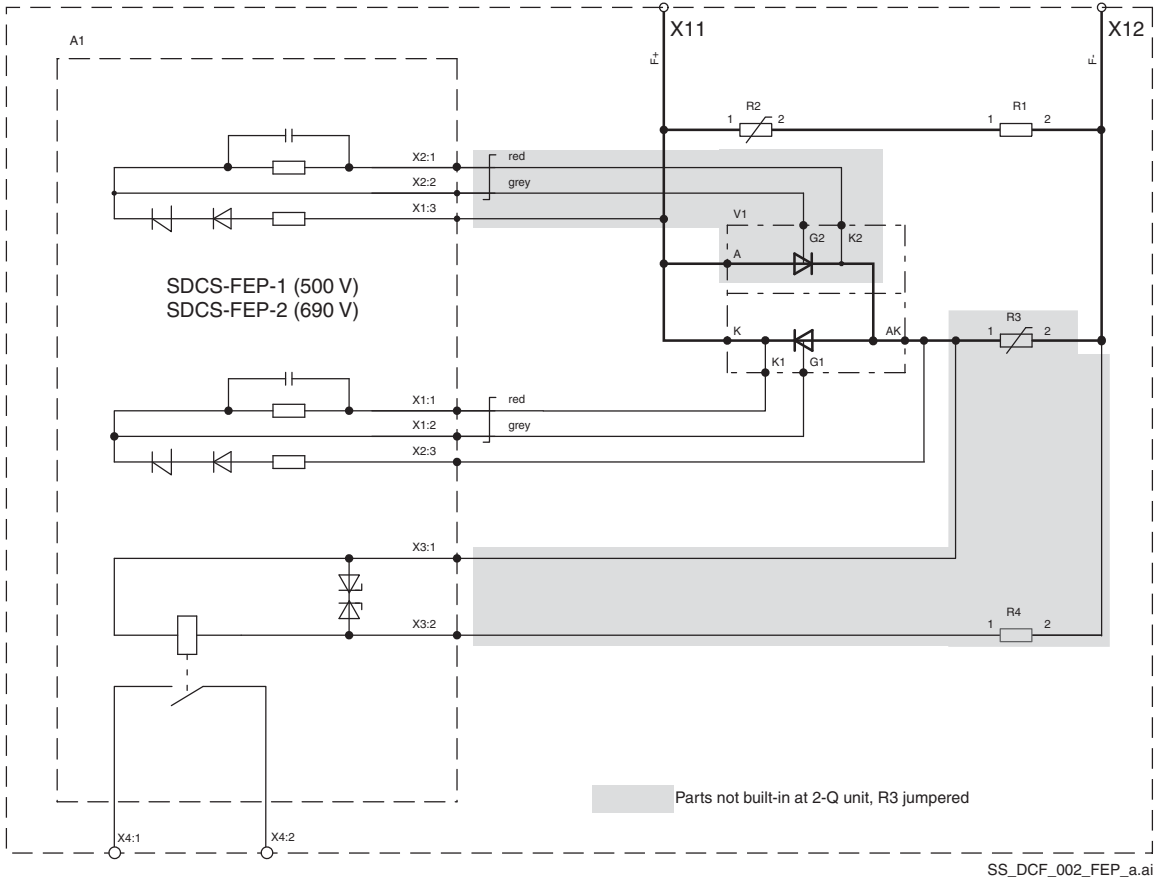 X11
X12
A1
F+
F-
R2
1
2
R1
1
2
X2:1
red
X2:2
grey
X1:3
V1
G2
K2
A
SDCS-FEP-1 (500 V)
SDCS-FEP-2 (690 V)
R3
1
2
K
AK
K1
G1
X1:1
red
X1:2
grey
X2:3
X3:1
R4
X3:2
1
2
Parts not built-in at 2-Q unit, R3 jumpered
X4:1
X4:2
SS_DCF_002_FEP_a.ai